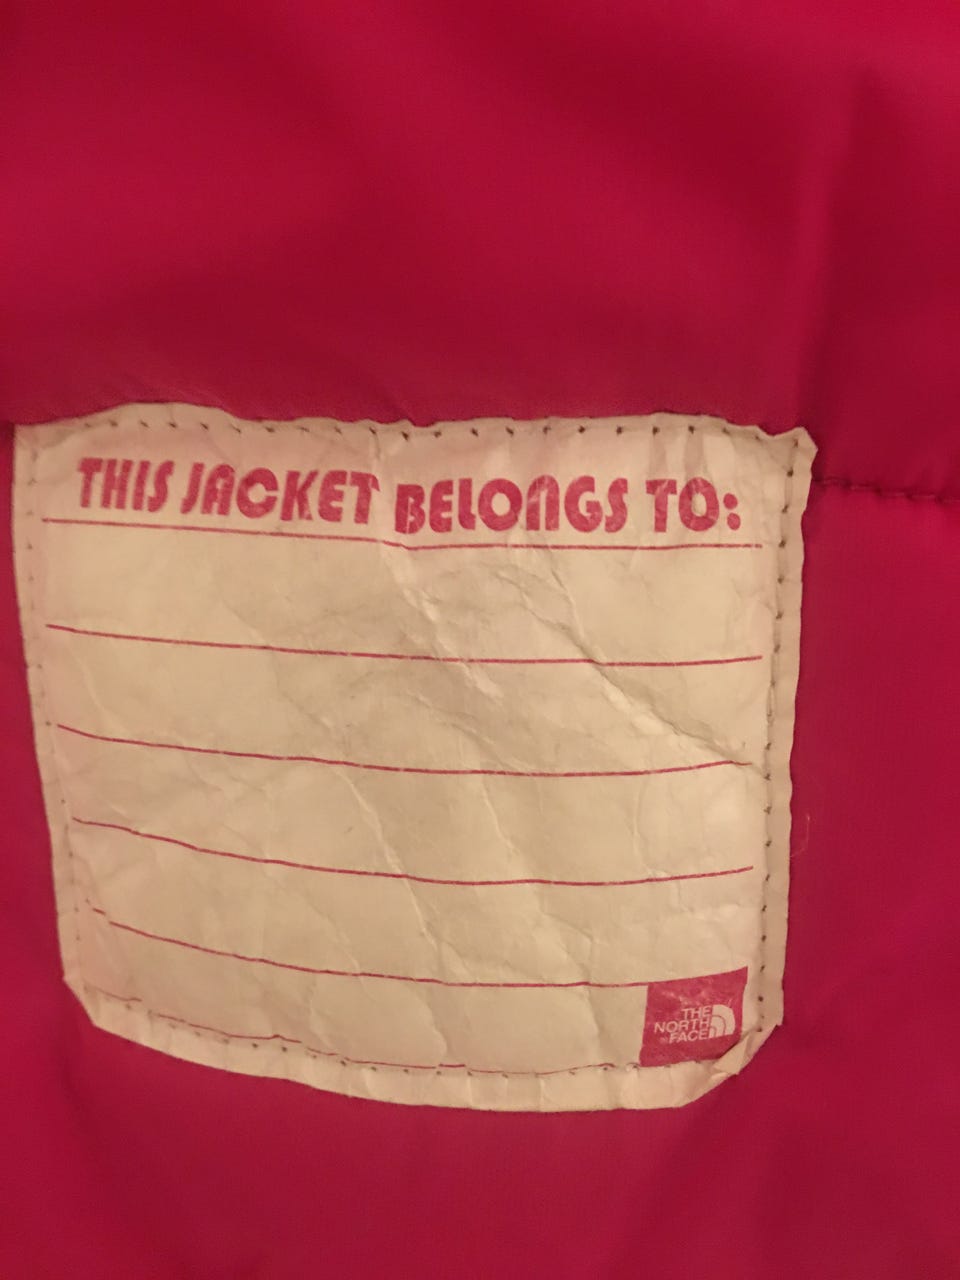 THIS JACKET BELONGS TO:
THE
NORTH
FACE